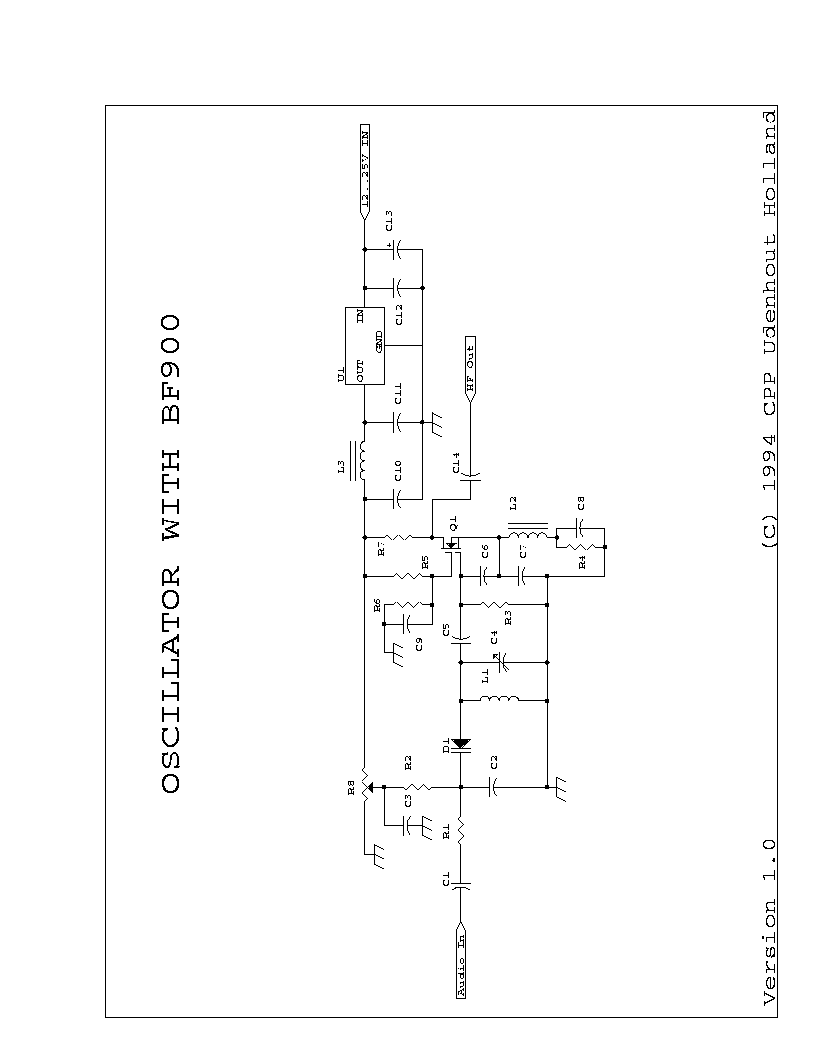 OSCILLATOR WITH BF900
12..25V IN
C13
C12
U1
IN
GND
OUT
C11
L3
C10
HF Out
C14
R7
Q1
L2
C8
R5
C6
C7
R4
R6
C9
C5
R3
C4
L1
D1
R8
R2
C2
C3
R1
C1
Audio In
Version 1.0
(C) 1994 CPP Udenhout Holland